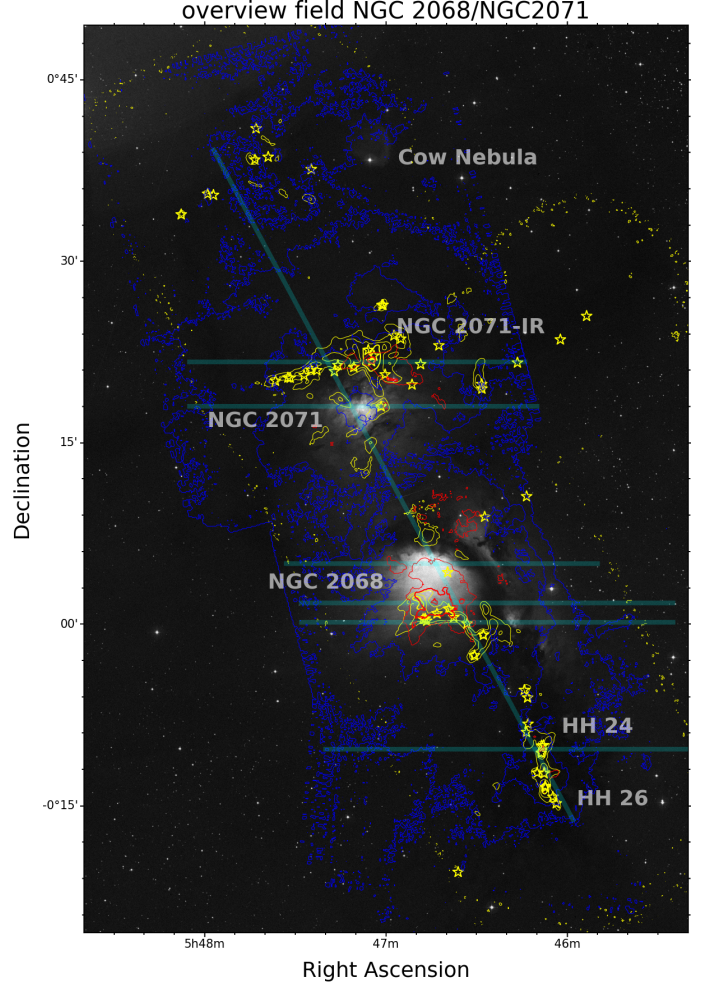 overview field NGC 2068/NGC2071
0°45'
Cow Nebula
30'
NGC 2071-IR
NGC 2071
15'
NGC 2068
00'
HH 24
HH 26
-0°15'
Declination
5h48m
47m
46m
Right Ascension